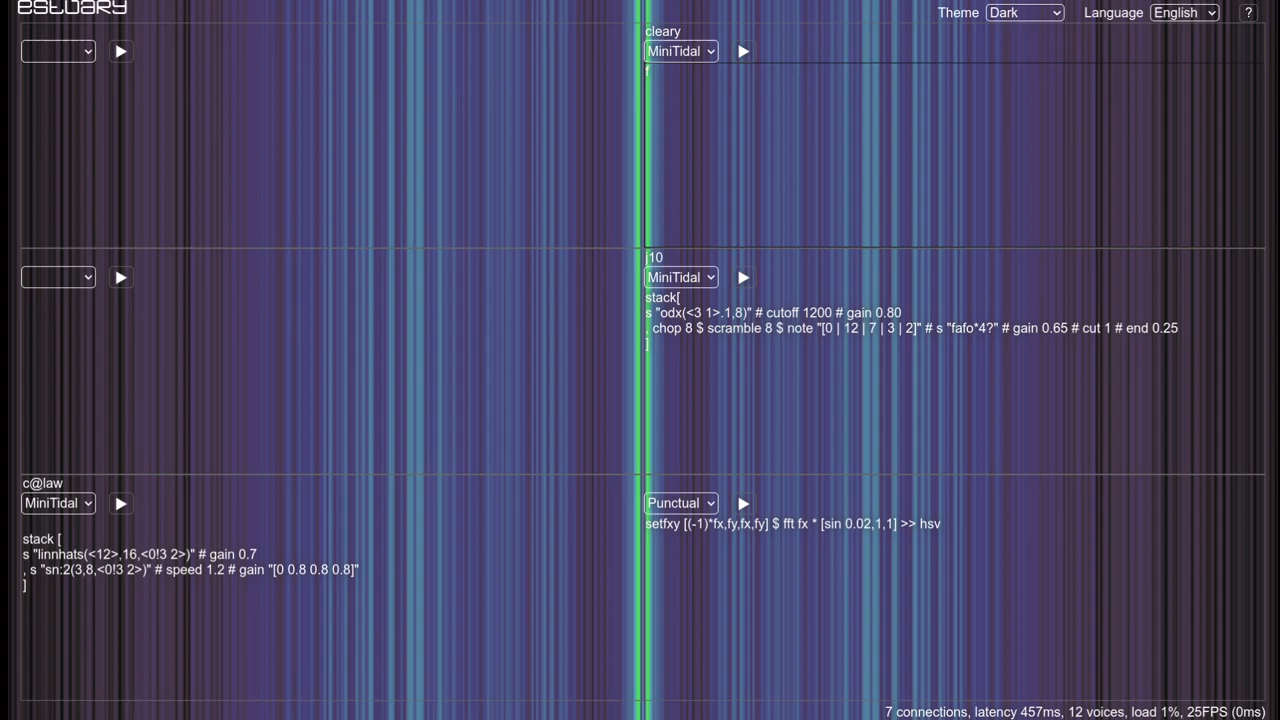 estuary
Theme Dark Language English ?
cleary
MiniTidal
f
j10
MiniTidal
stack[
s "odx(<3 1>.1,8)" # cutoff 1200 # gain 0.80
, chop 8 $ scramble 8 $ note "[0 | 12 | 7 | 3 | 2]" # s "fafo*4?" # gain 0.65 # cut 1 # end 0.25
]
c@law
MiniTidal
stack [
s "linnhats(<12>,16,<0!3 2>)" # gain 0.7
, s "sn:2(3,8,<0!3 2>)" # speed 1.2 # gain "[0 0.8 0.8 0.8]"
]
Punctual
setfxy [(-1)*fx,fy,fx,fy] $ fft fx * [sin 0.02,1,1] >> hsv
7 connections, latency 457ms, 12 voices, load 1%, 25FPS (0ms)